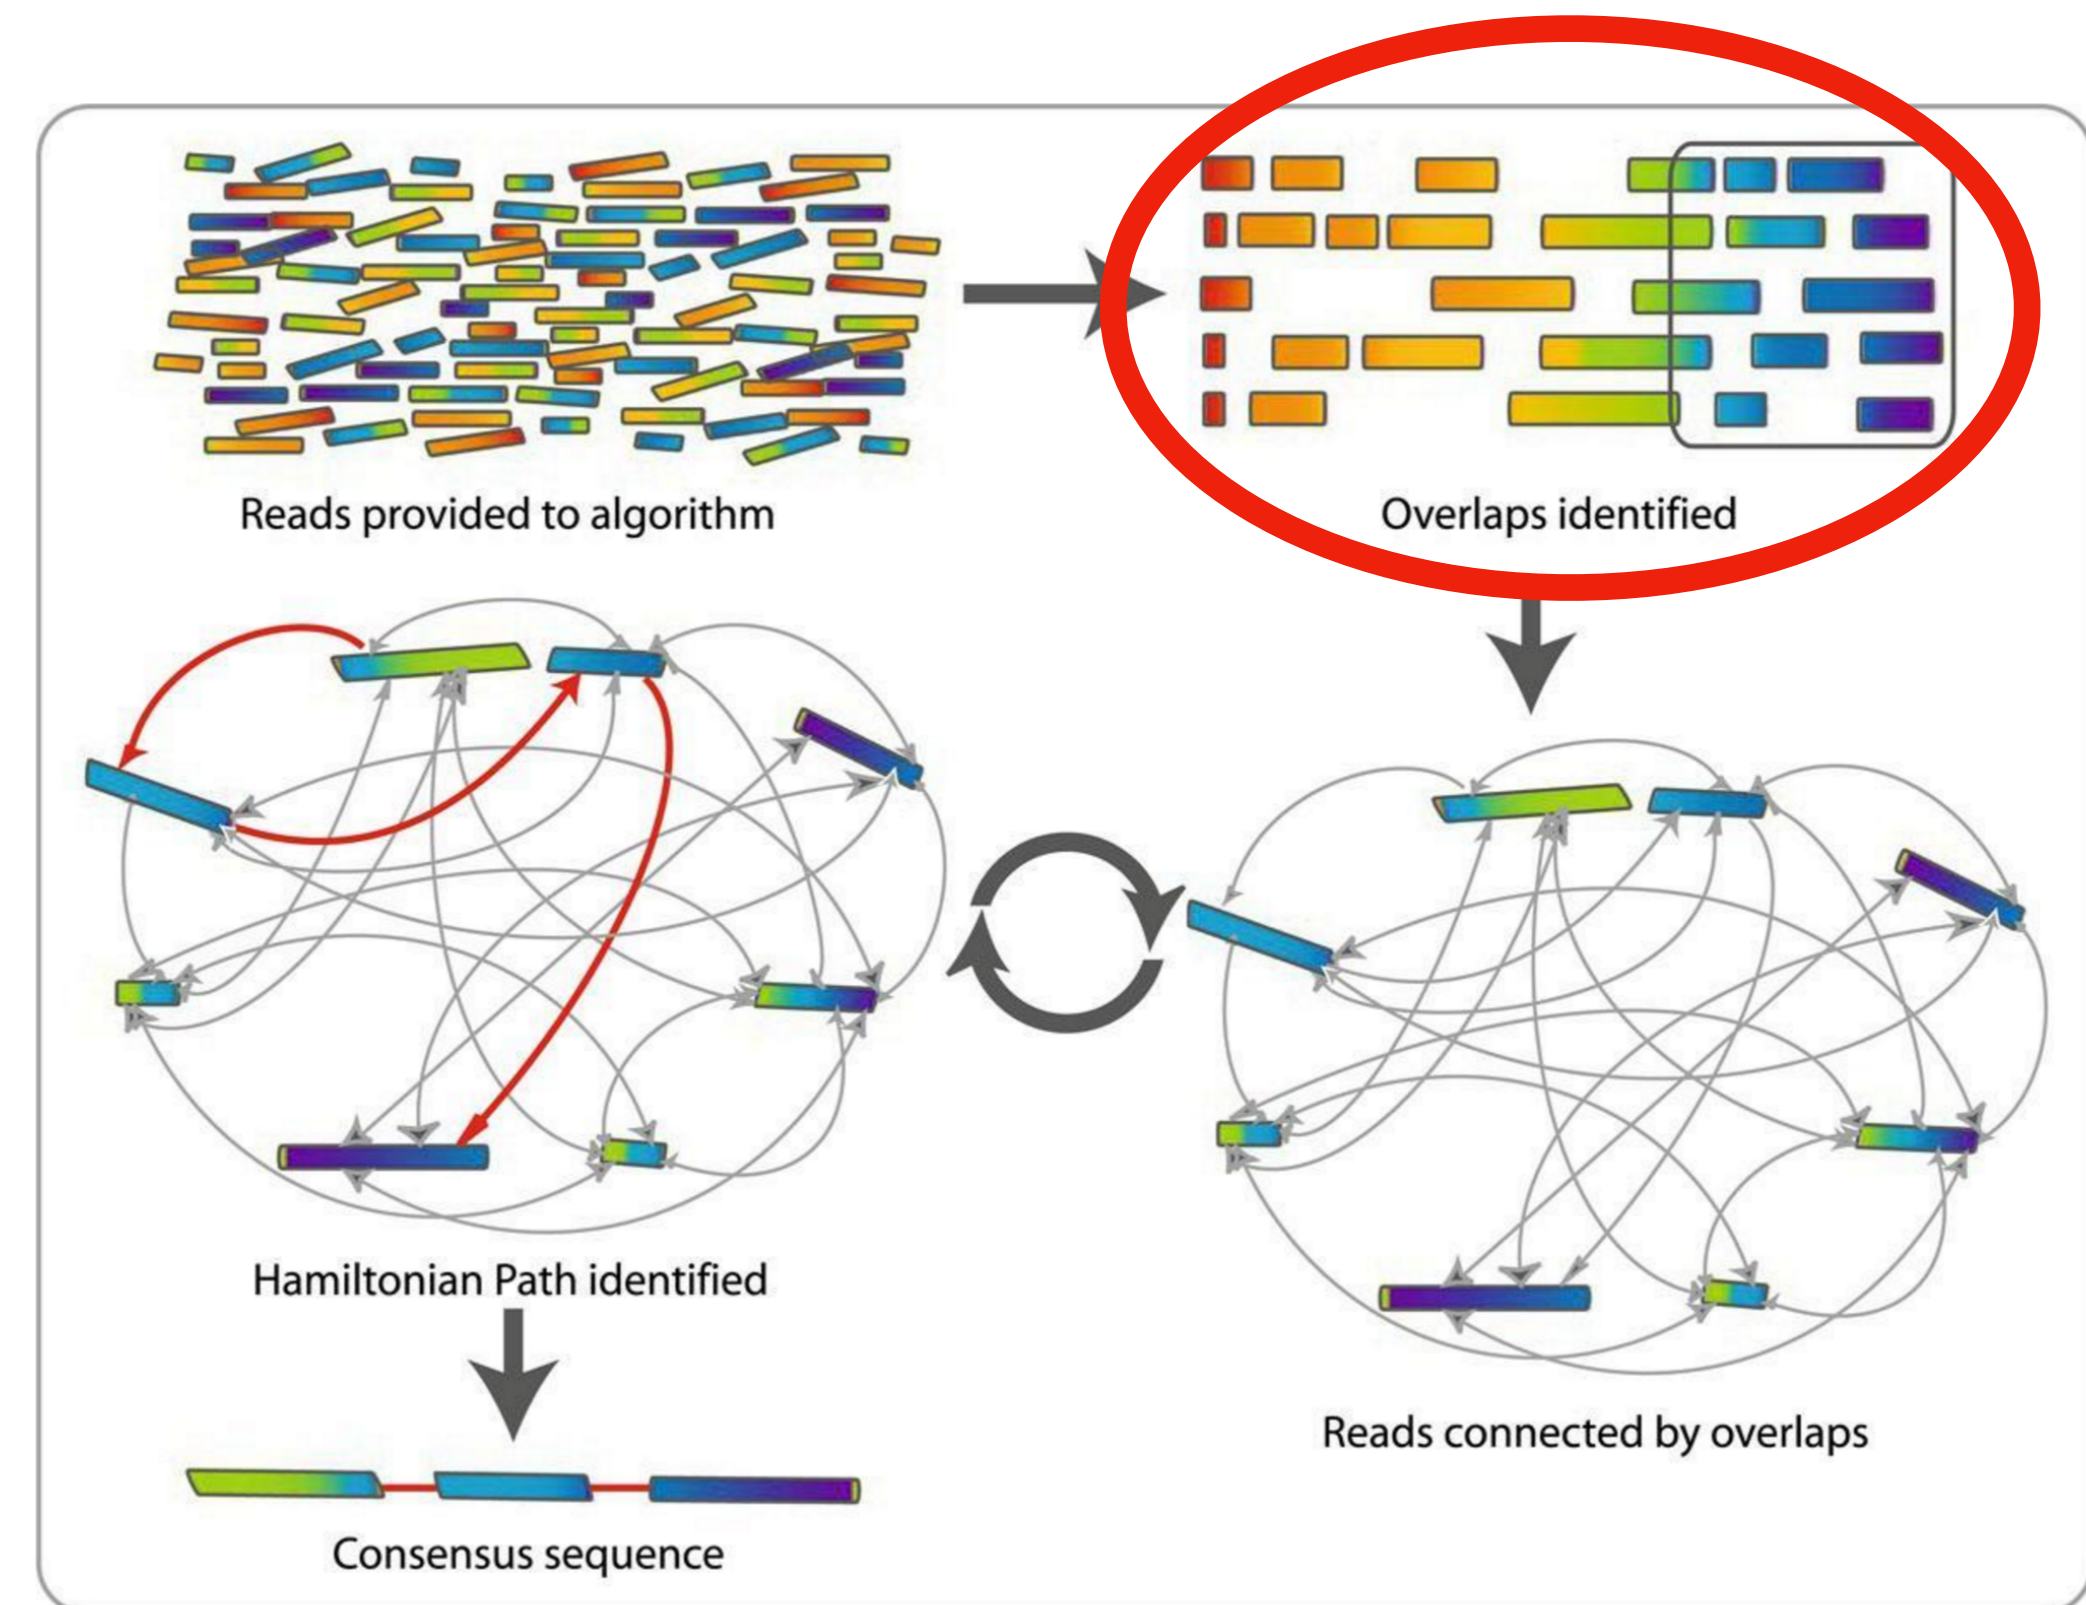 Reads provided to algorithm
Overlaps identified
Hamiltonian Path identified
Reads connected by overlaps
Consensus sequence